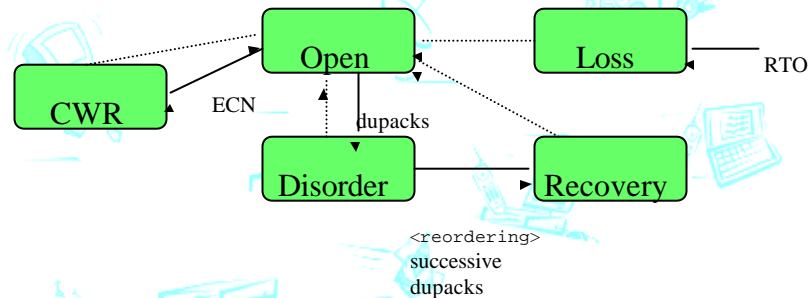 Open
Loss
RTO
CWR
ECN
dupacks
Disorder
Recovery
<reordering>
successive
dupacks